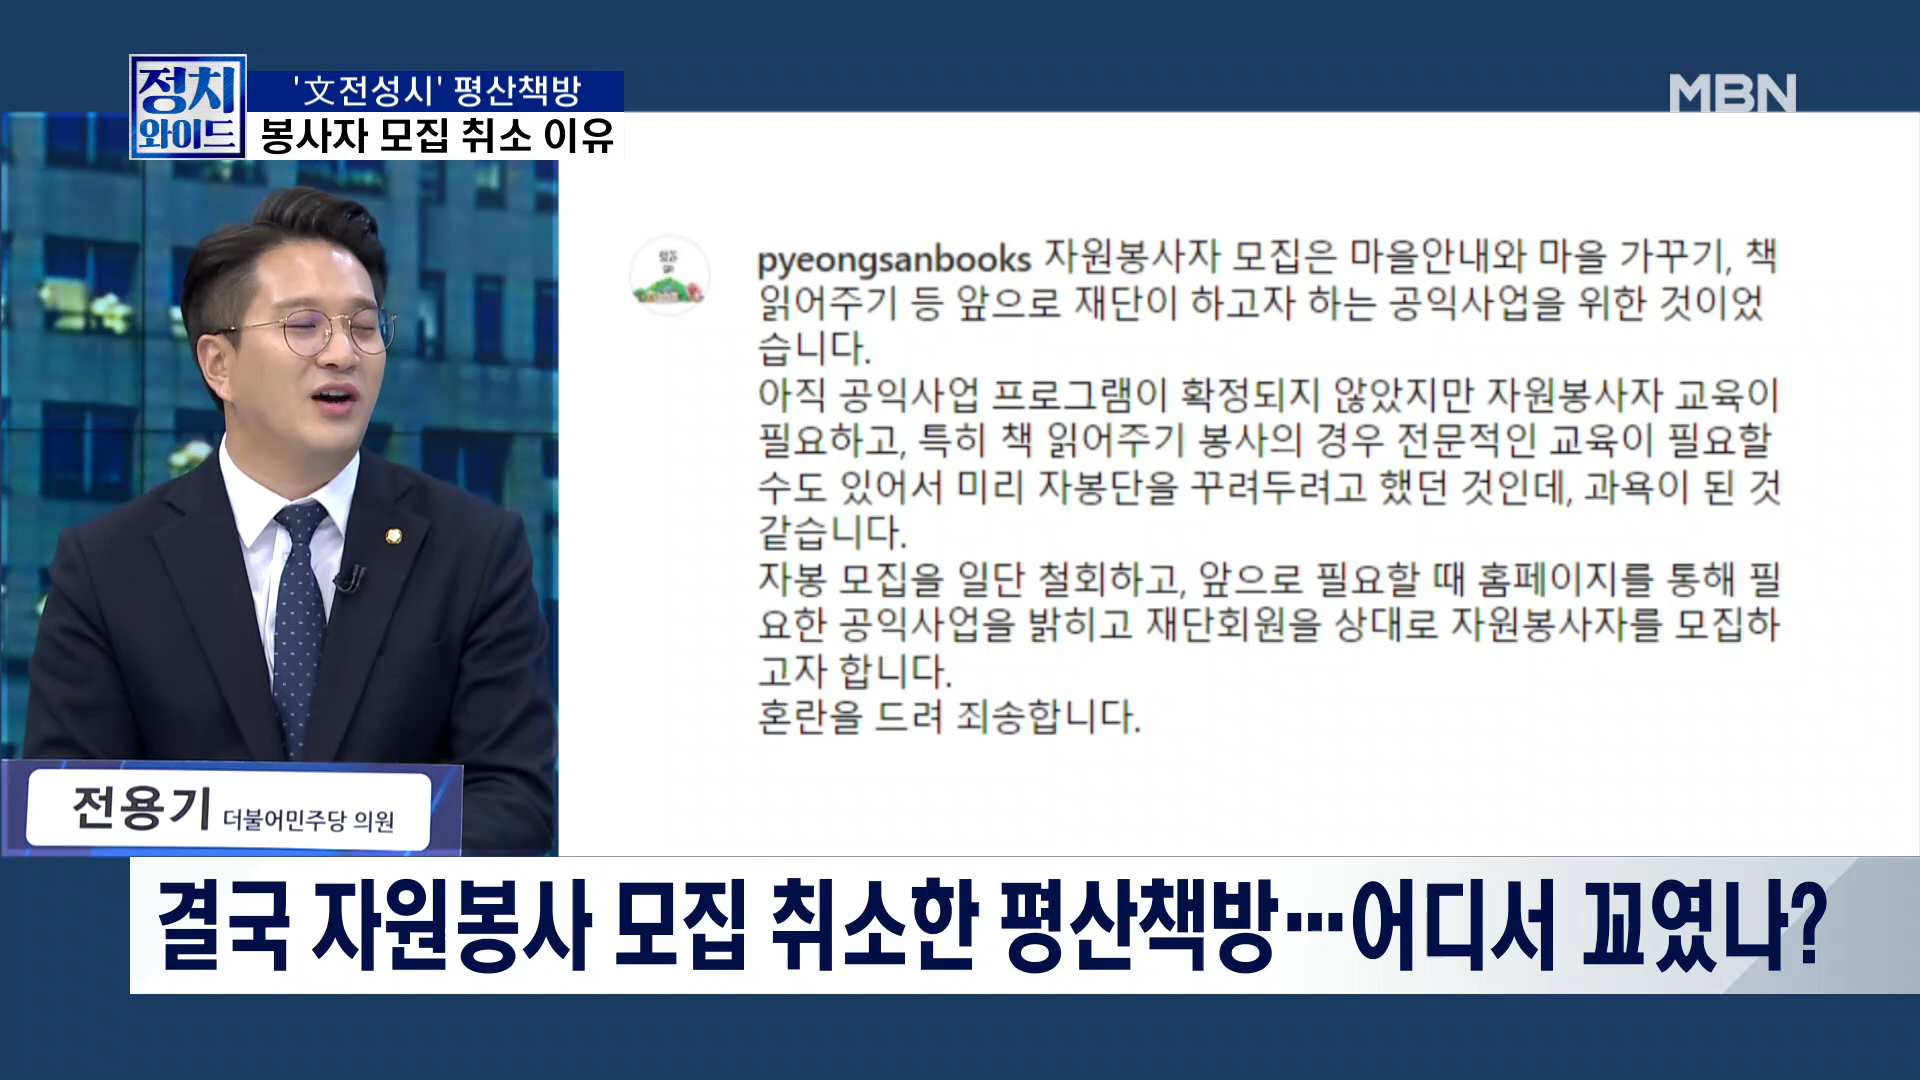 정치
와이드
'文전성시' 평산책방
봉사자 모집 취소 이유
MBN
pyeongsanbooks 자원봉사자 모집은 마을안내와 마을 가꾸기, 책
읽어주기 등 앞으로 재단이 하고자 하는 공익사업을 위한 것이었
습니다.
아직 공익사업 프로그램이 확정되지 않았지만 자원봉사자 교육이
필요하고, 특히 책 읽어주기 봉사의 경우 전문적인 교육이 필요할
수도 있어서 미리 자봉단을 꾸려두려고 했던 것인데, 과욕이 된 것
같습니다.
자봉 모집을 일단 철회하고, 앞으로 필요할 때 홈페이지를 통해 필
요한 공익사업을 밝히고 재단회원을 상대로 자원봉사자를 모집하
고자 합니다.
혼란을 드려 죄송합니다.
전용기 더불어민주당 의원
결국 자원봉사 모집 취소한 평산책방…어디서 꼬였나?